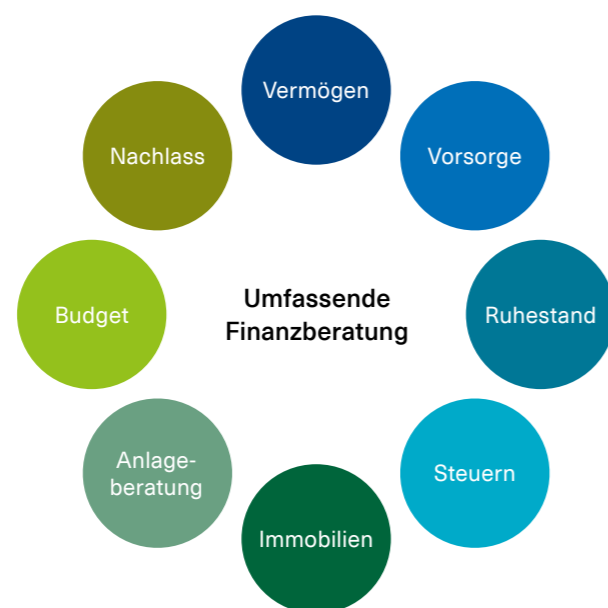 Vermögen
Nachlass
Vorsorge
Umfassende
Finanzberatung
Budget
Ruhestand
Anlage-
beratung
Steuern
Immobilien